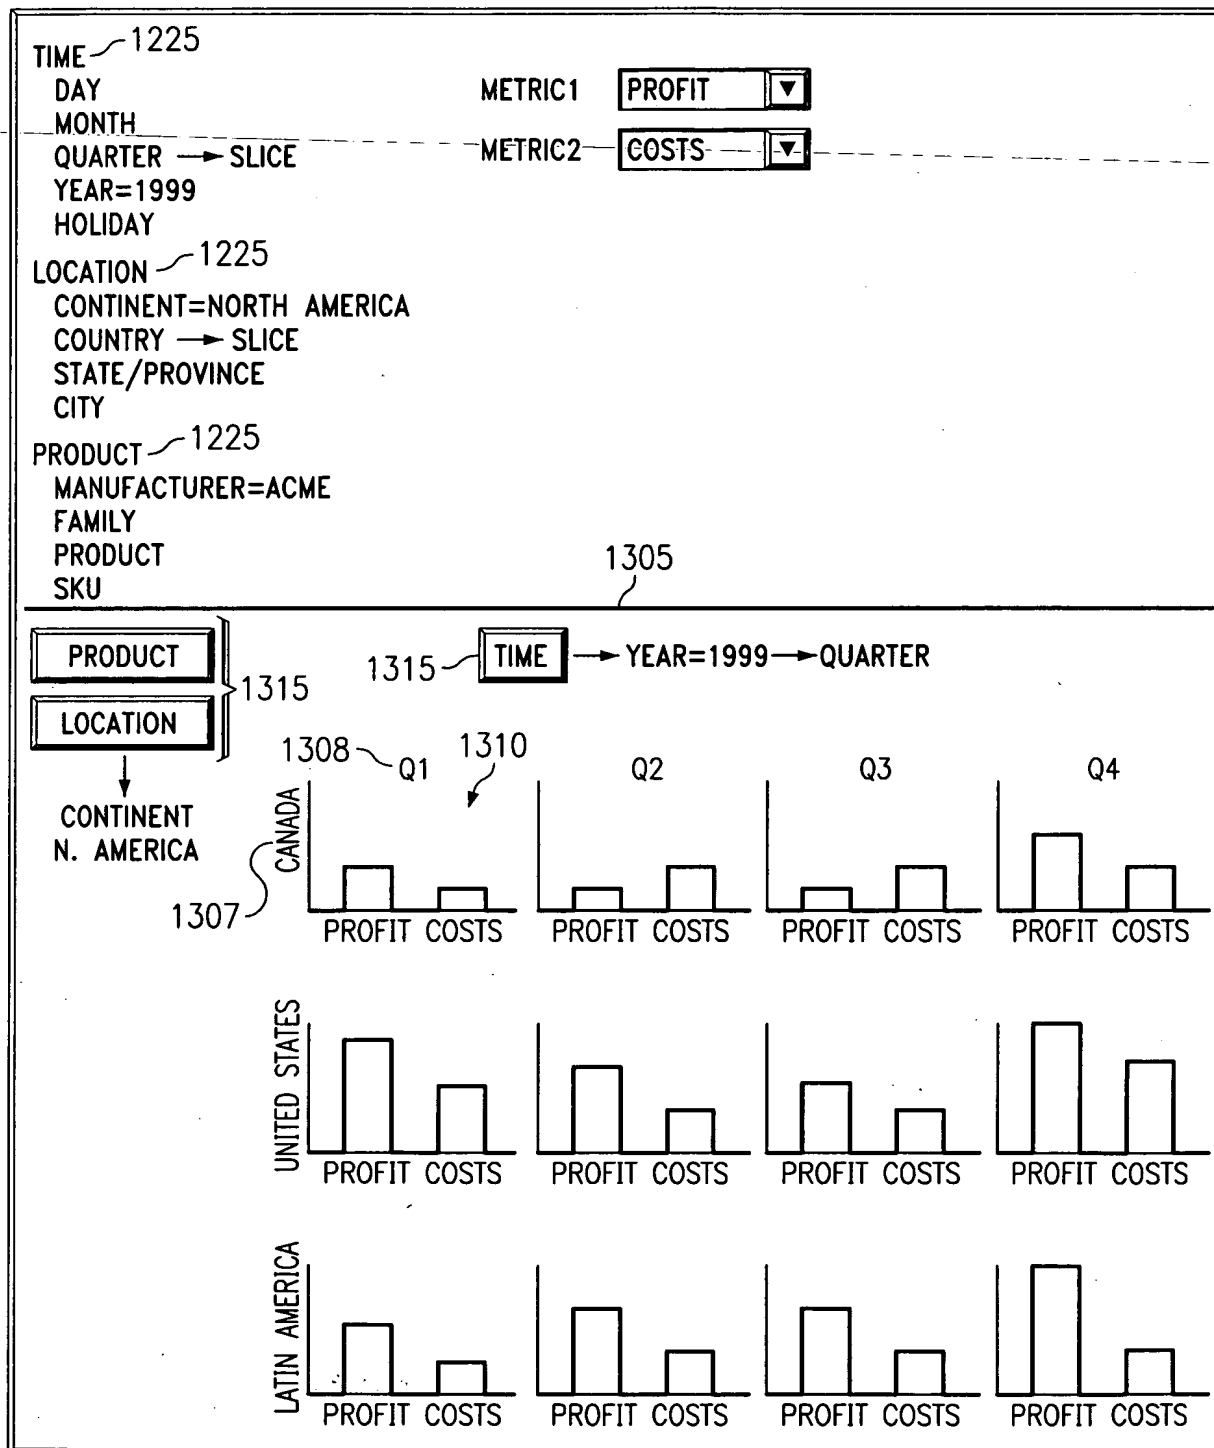 TIME 1225
DAY
MONTH
QUARTER → SLICE
YEAR=1999
HOLIDAY
METRIC1 PROFIT ▼
METRIC2 COSTS ▼
LOCATION 1225
CONTINENT=NORTH AMERICA
COUNTRY → SLICE
STATE/PROVINCE
CITY
PRODUCT 1225
MANUFACTURER=ACME
FAMILY
PRODUCT
SKU
1305
PRODUCT
LOCATION
1315
CONTINENT
N. AMERICA
1315 TIME → YEAR=1999 → QUARTER
1308 Q1 1310 Q2 Q3 Q4
CANADA
1307
PROFIT COSTS PROFIT COSTS PROFIT COSTS PROFIT COSTS
UNITED STATES
PROFIT COSTS PROFIT COSTS PROFIT COSTS PROFIT COSTS
LATIN AMERICA
PROFIT COSTS PROFIT COSTS PROFIT COSTS PROFIT COSTS